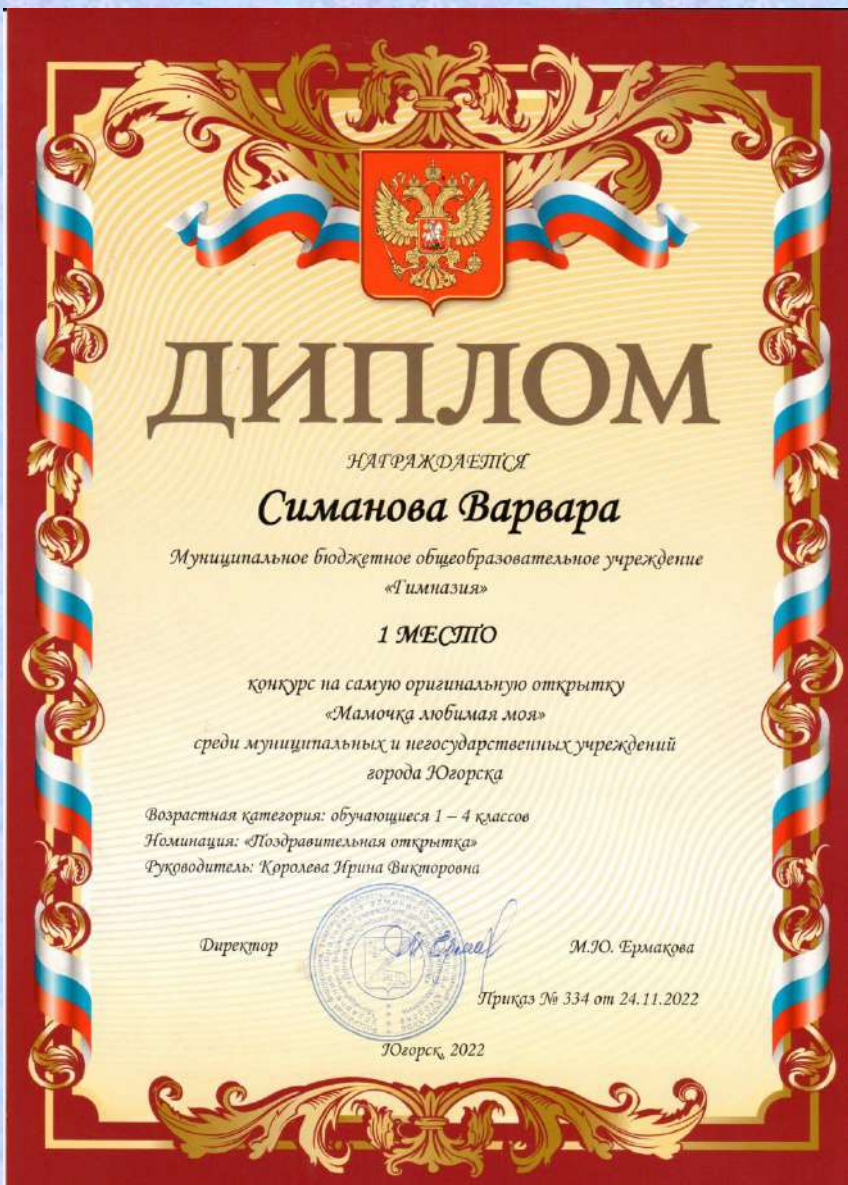 ДИПЛОМ
НАГРАЖДАЕТСЯ
Симанова Варвара
Муниципальное бюджетное общеобразовательное учреждение
«Гимназия»
1 МЕСТО
конкурс на самую оригинальную открытку
«Мамочка любимая моя»
среди муниципальных и негосударственных учреждений
города Югорска
Возрастная категория: обучающиеся 1 – 4 классов
Номинация: «Поздравительная открытка»
Руководитель: Королева Ирина Викторовна
Директор М.Ю. Ермакова
Приказ № 334 от 24.11.2022
Югорск, 2022